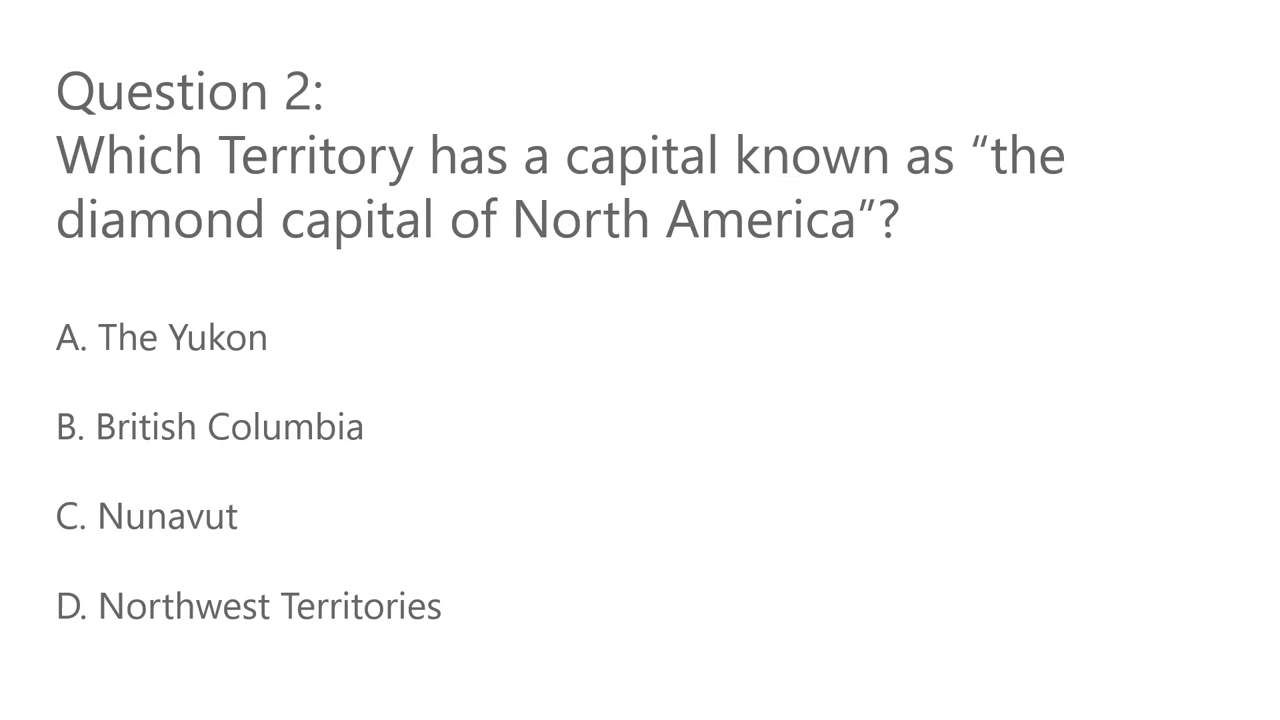 Question 2:
Which Territory has a capital known as “the
diamond capital of North America”?
A. The Yukon
B. British Columbia
C. Nunavut
D. Northwest Territories